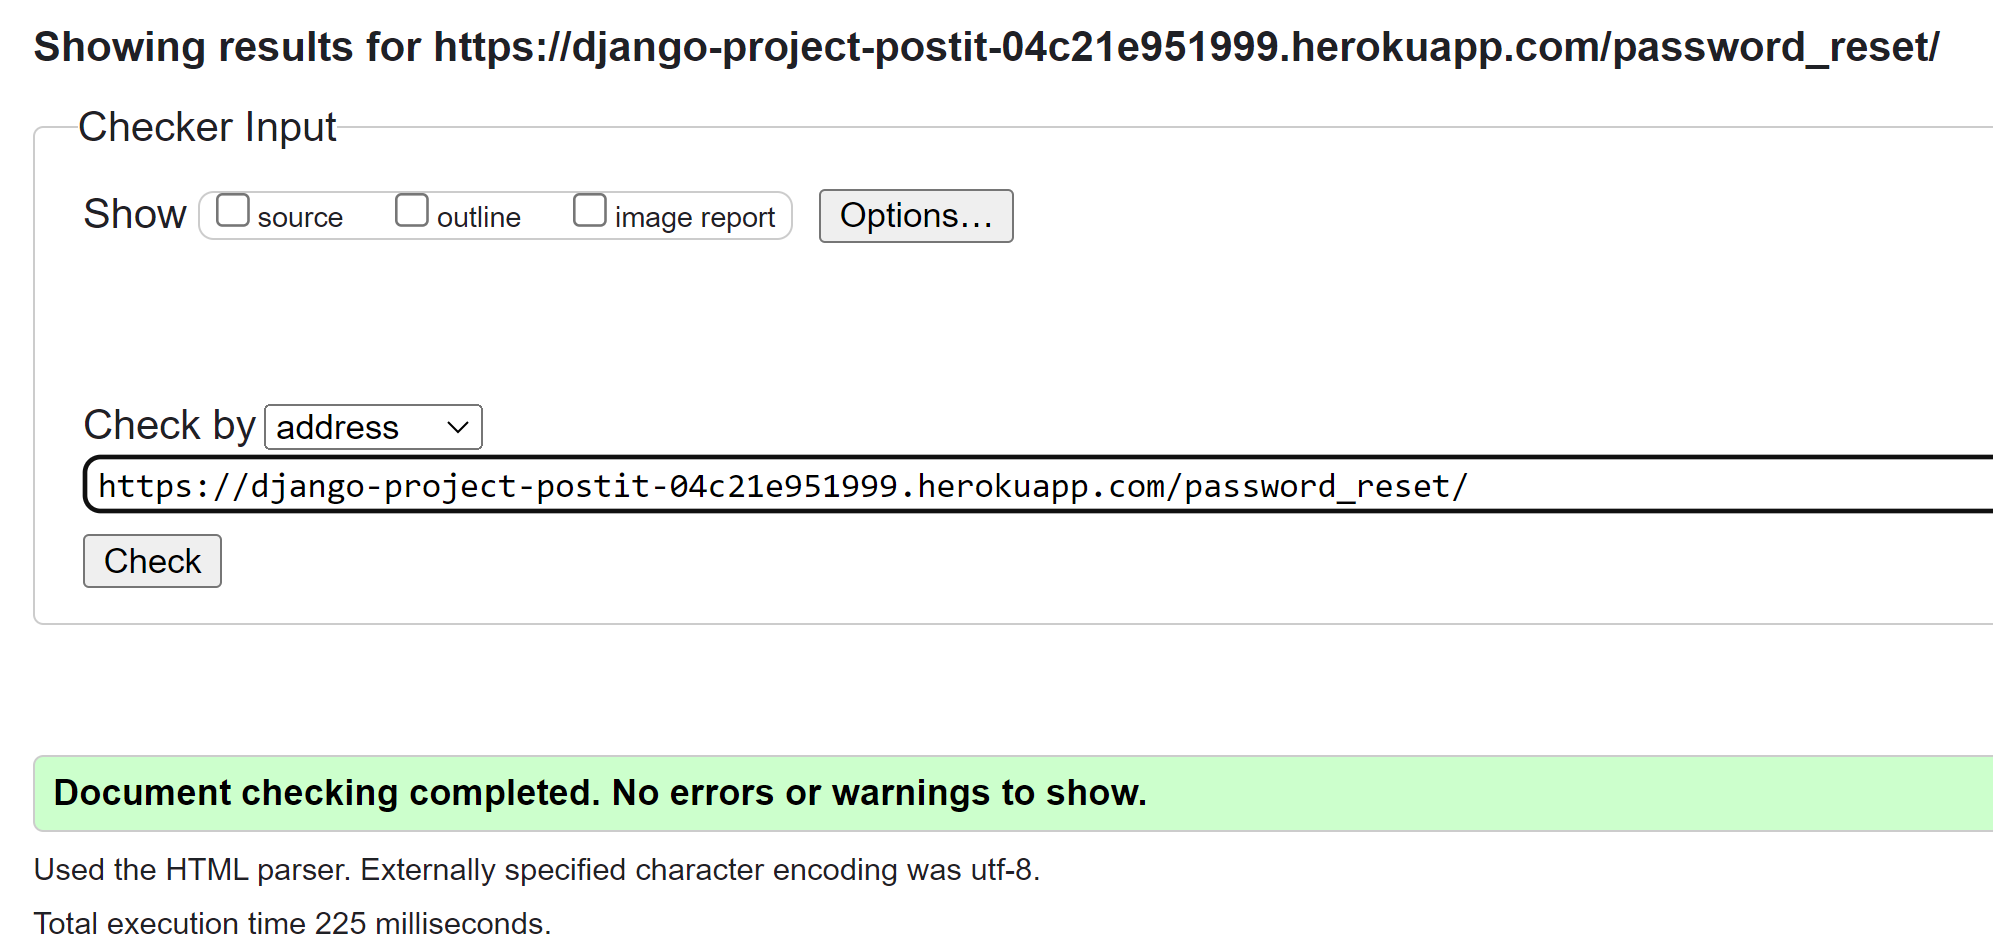 Showing results for https://django-project-postit-04c21e951999.herokuapp.com/password_reset/
Checker Input
Show source outline image report Options…
Check by address
https://django-project-postit-04c21e951999.herokuapp.com/password_reset/
Check
Document checking completed. No errors or warnings to show.
Used the HTML parser. Externally specified character encoding was utf-8.
Total execution time 225 milliseconds.